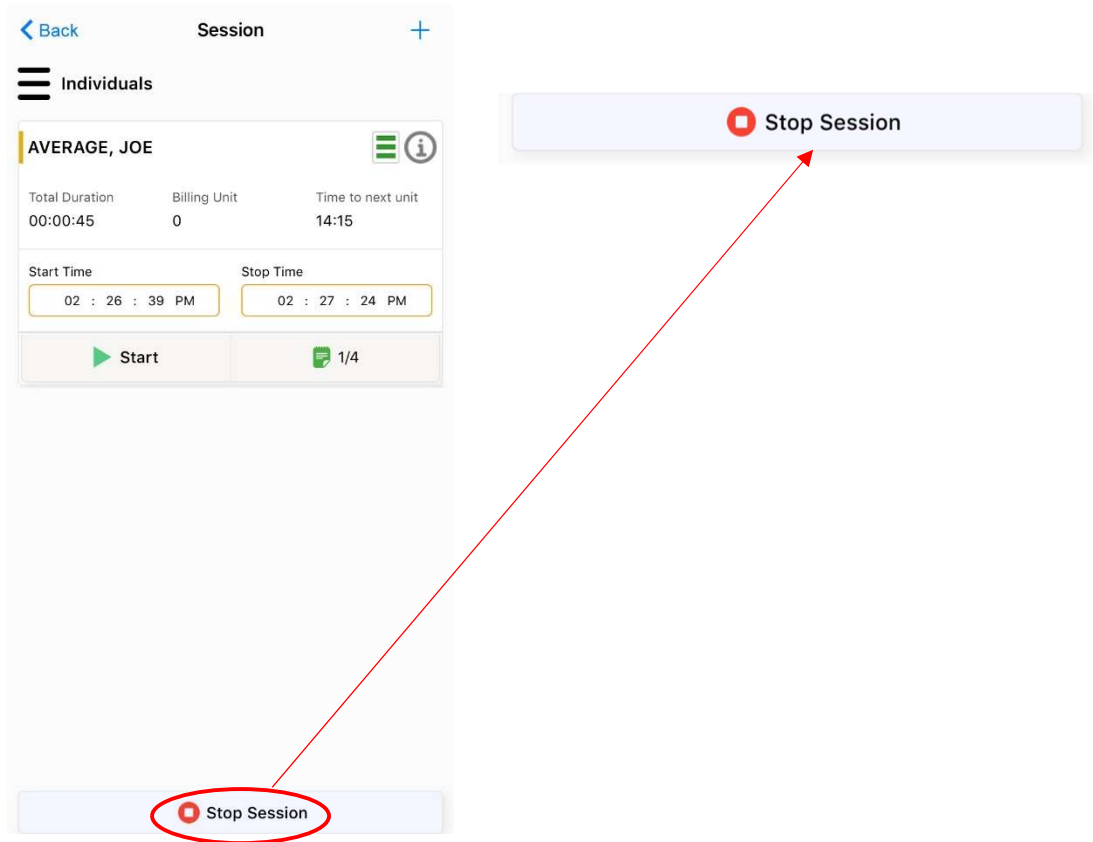 Back Session +
Individuals
AVERAGE, JOE
Total Duration Billing Unit Time to next unit
00:00:45 0 14:15
Start Time Stop Time
02 : 26 : 39 PM 02 : 27 : 24 PM
Start 1/4
Stop Session
Stop Session